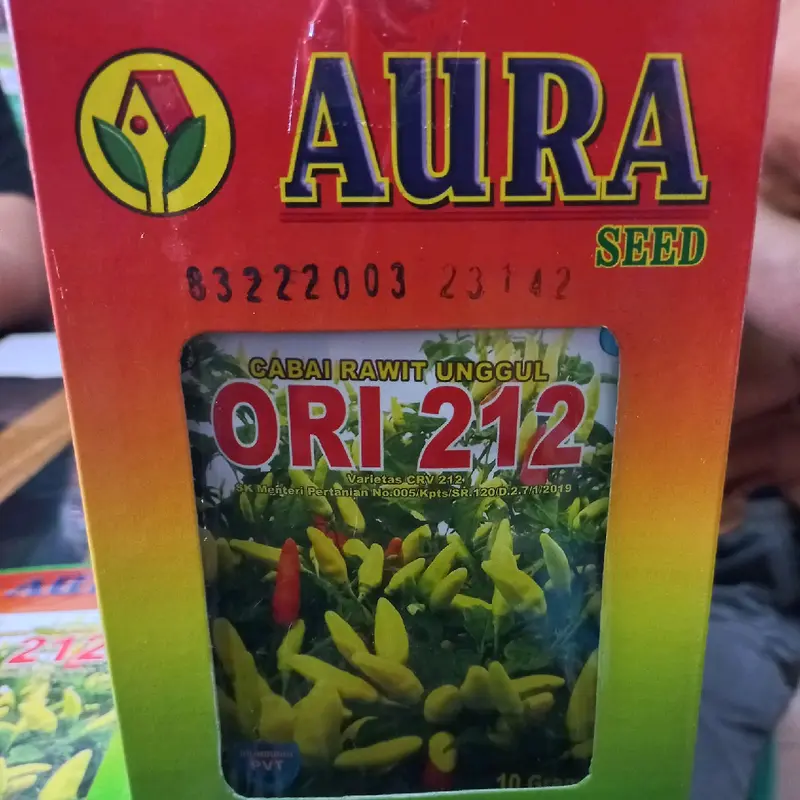 AURA
SEED
83222003 23142
CABAI RAWIT UNGGUL
ORI 212
Varietas CRV 212
SK Menteri Pertanian No.005/Kpts/SR.120/D.2.7/1/2019
212
PVT
10 Gram